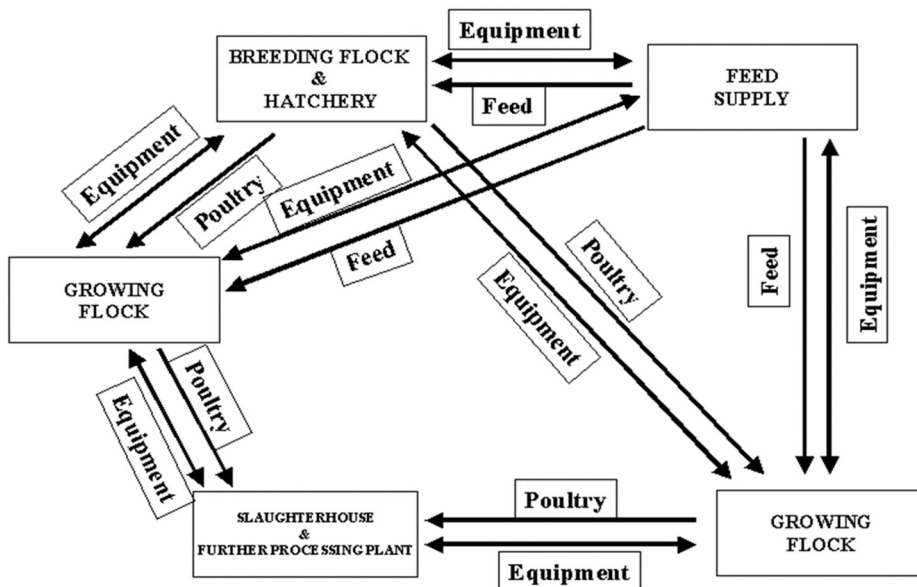 Equipment
BREEDING FLOCK
&
HATCHERY
FEED
SUPPLY
Feed
Equipment
Poultry
Equipment
Feed
Poultry
Equipment
Feed
Equipment
GROWING
FLOCK
Poultry
Equipment
SLAUGHTERHOUSE
&
FURTHER PROCESSING PLANT
Poultry
Equipment
GROWING
FLOCK